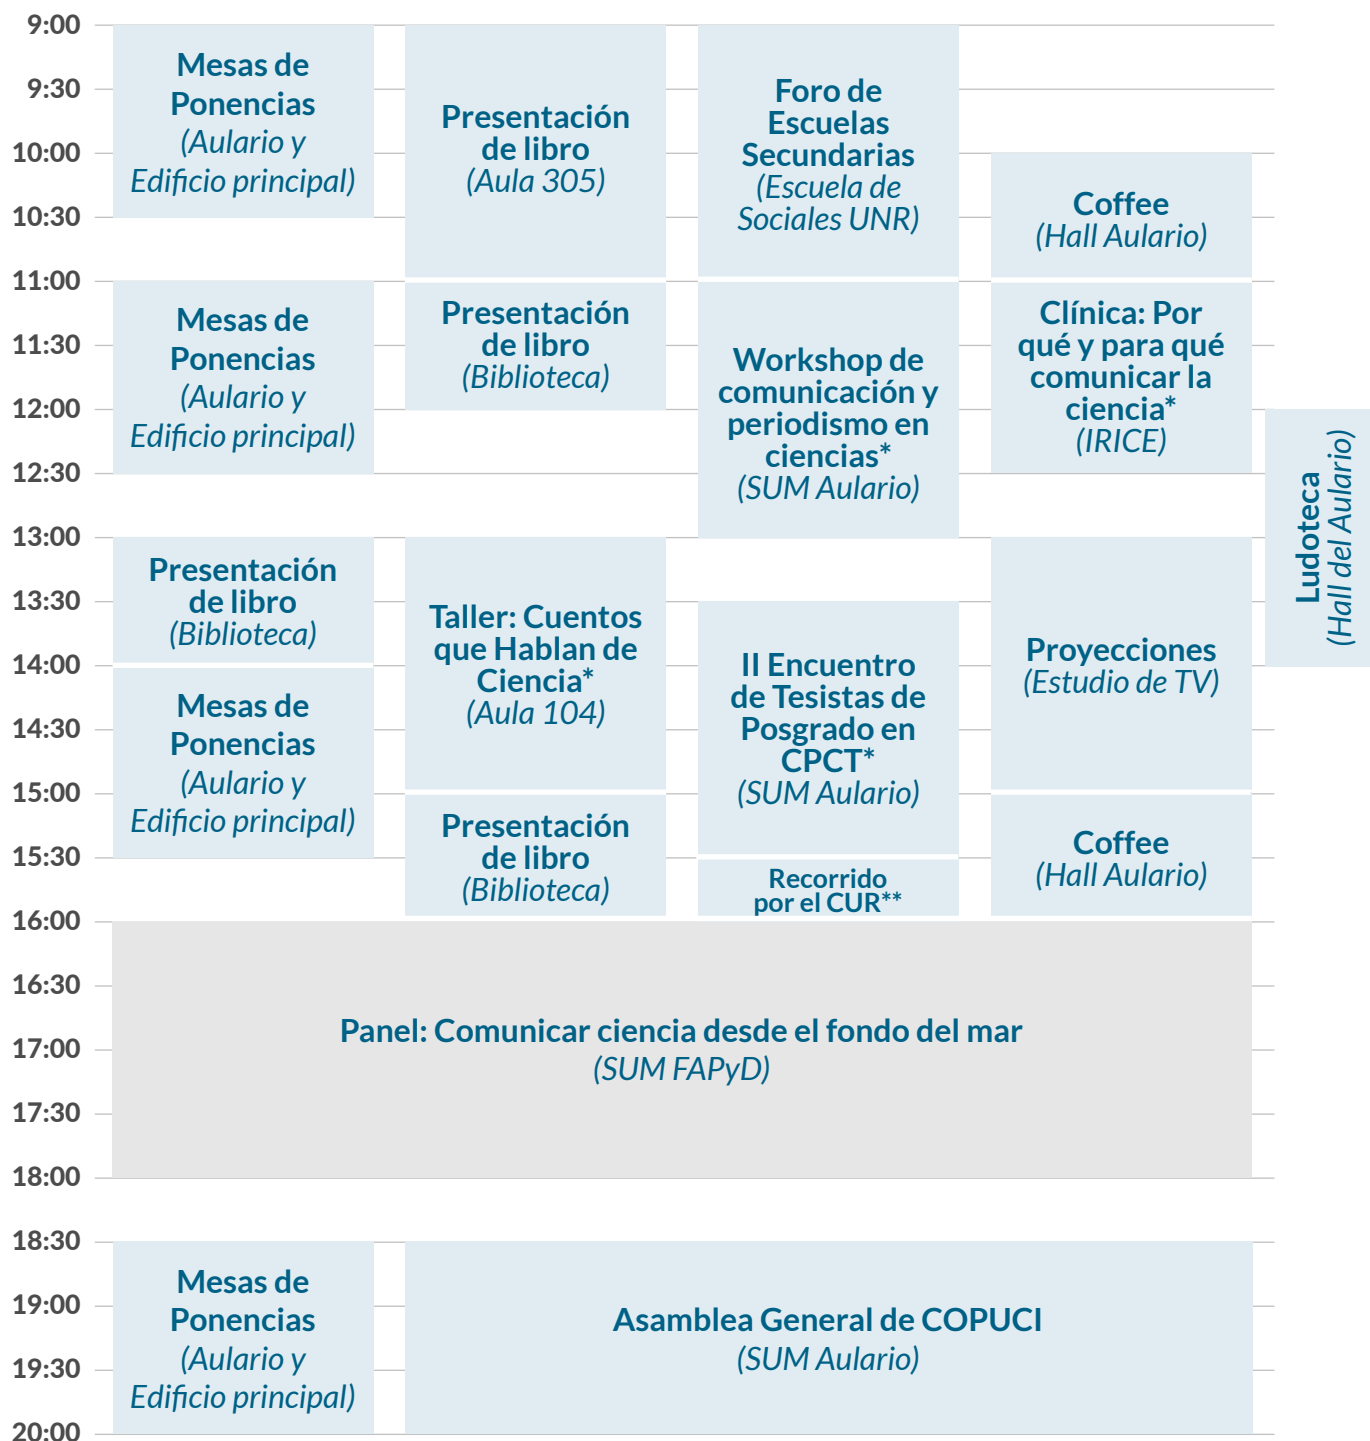 9:00
9:30
10:00
10:30
11:00
11:30
12:00
12:30
13:00
13:30
14:00
14:30
15:00
15:30
16:00
16:30
17:00
17:30
18:00
18:30
19:00
19:30
20:00
Mesas de
Ponencias
(Aulario y
Edificio principal)
Presentación
de libro
(Aula 305)
Foro de
Escuelas
Secundarias
(Escuela de
Sociales UNR)
Coffee
(Hall Aulario)
Mesas de
Ponencias
(Aulario y
Edificio principal)
Presentación
de libro
(Biblioteca)
Workshop de
comunicación y
periodismo en
ciencias*
(SUM Aulario)
Clínica: Por
qué y para qué
comunicar la
ciencia*
(IRICE)
Ludoteca
(Hall del Aulario)
Presentación
de libro
(Biblioteca)
Taller: Cuentos
que Hablan de
Ciencia*
(Aula 104)
II Encuentro
de Tesistas de
Posgrado en
CPCT*
(SUM Aulario)
Proyecciones
(Estudio de TV)
Mesas de
Ponencias
(Aulario y
Edificio principal)
Presentación
de libro
(Biblioteca)
Recorrido
por el CUR**
Coffee
(Hall Aulario)
Panel: Comunicar ciencia desde el fondo del mar
(SUM FAPyD)
Mesas de
Ponencias
(Aulario y
Edificio principal)
Asamblea General de COPUCI
(SUM Aulario)